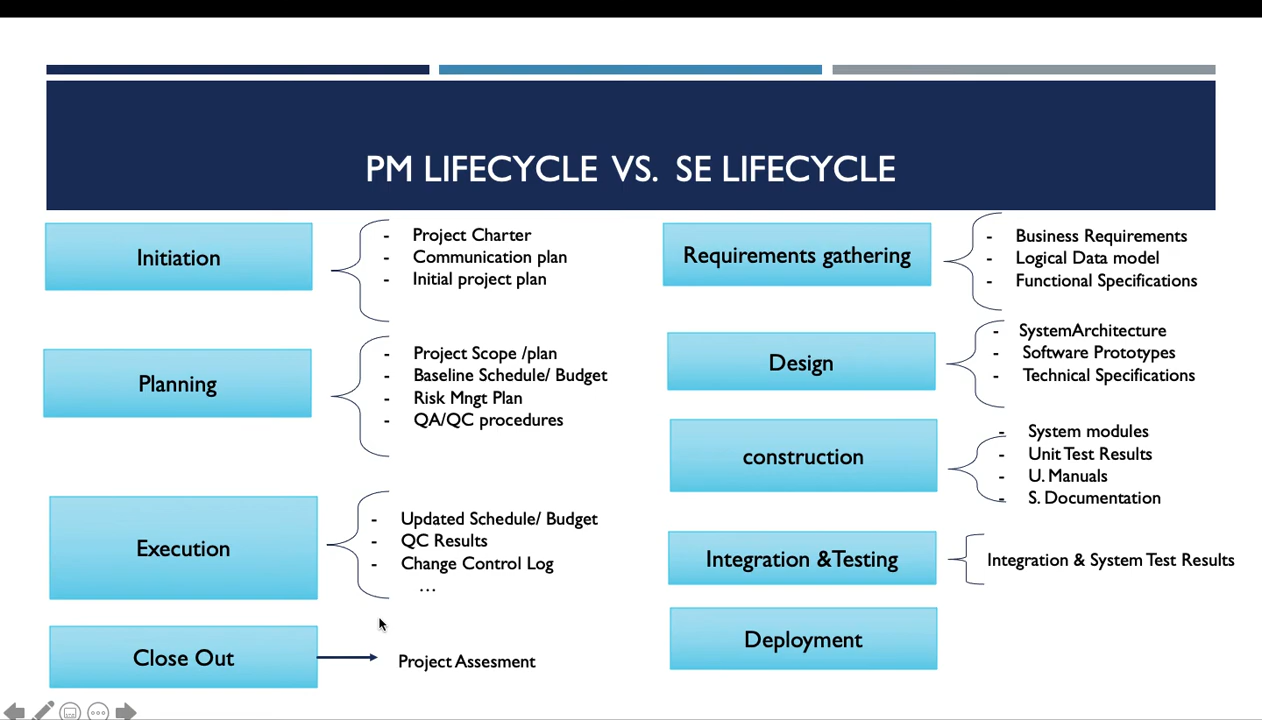 PM LIFECYCLE VS. SE LIFECYCLE
Initiation
- Project Charter
- Communication plan
- Initial project plan
Planning
- Project Scope /plan
- Baseline Schedule/ Budget
- Risk Mngt Plan
- QA/QC procedures
Execution
- Updated Schedule/ Budget
- QC Results
- Change Control Log
...
Close Out
Project Assesment
Requirements gathering
- Business Requirements
- Logical Data model
- Functional Specifications
Design
- SystemArchitecture
- Software Prototypes
- Technical Specifications
construction
- System modules
- Unit Test Results
- U. Manuals
- S. Documentation
Integration &Testing
Integration & System Test Results
Deployment